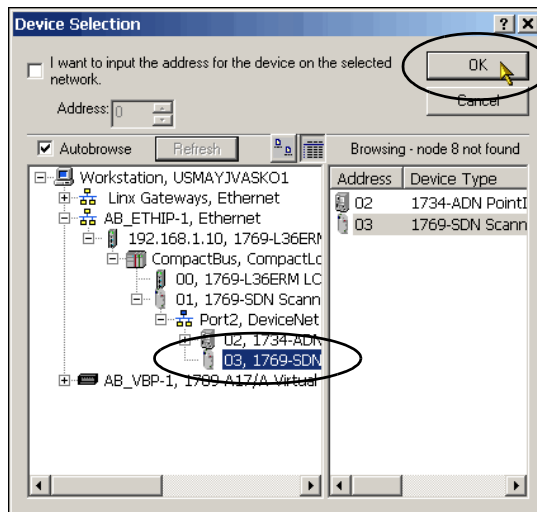 Device Selection
I want to input the address for the device on the selected
network.
OK
Cancel
Address: 0
Autobrowse
Refresh
Browsing - node 8 not found
Workstation, USMAYJVASKO1
Linx Gateways, Ethernet
AB_ETHIP-1, Ethernet
192.168.1.10, 1769-L36ERM
CompactBus, CompactLo
00, 1769-L36ERM LO
01, 1769-SDN Scann
Port2, DeviceNet
02, 1734-ADN
03, 1769-SDN
AB_VBP-1, 1789-A17/A Virtual
Address Device Type
02 1734-ADN PointI
03 1769-SDN Scann